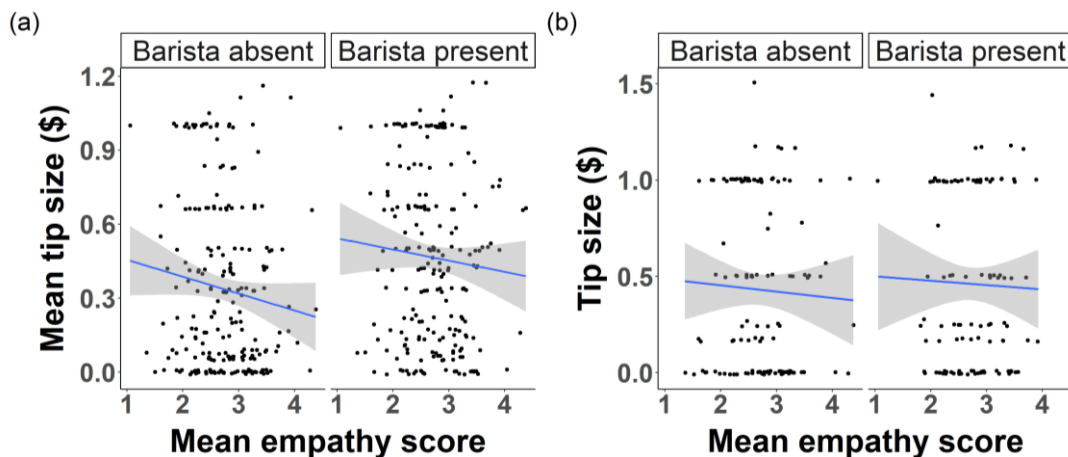 (a)
Barista absent
Barista present
Mean tip size ($)
1.2
0.9
0.6
0.3
0.0
1 2 3 4
1 2 3 4
Mean empathy score
(b)
Barista absent
Barista present
Tip size ($)
1.5
1.0
0.5
0.0
1 2 3 4
1 2 3 4
Mean empathy score